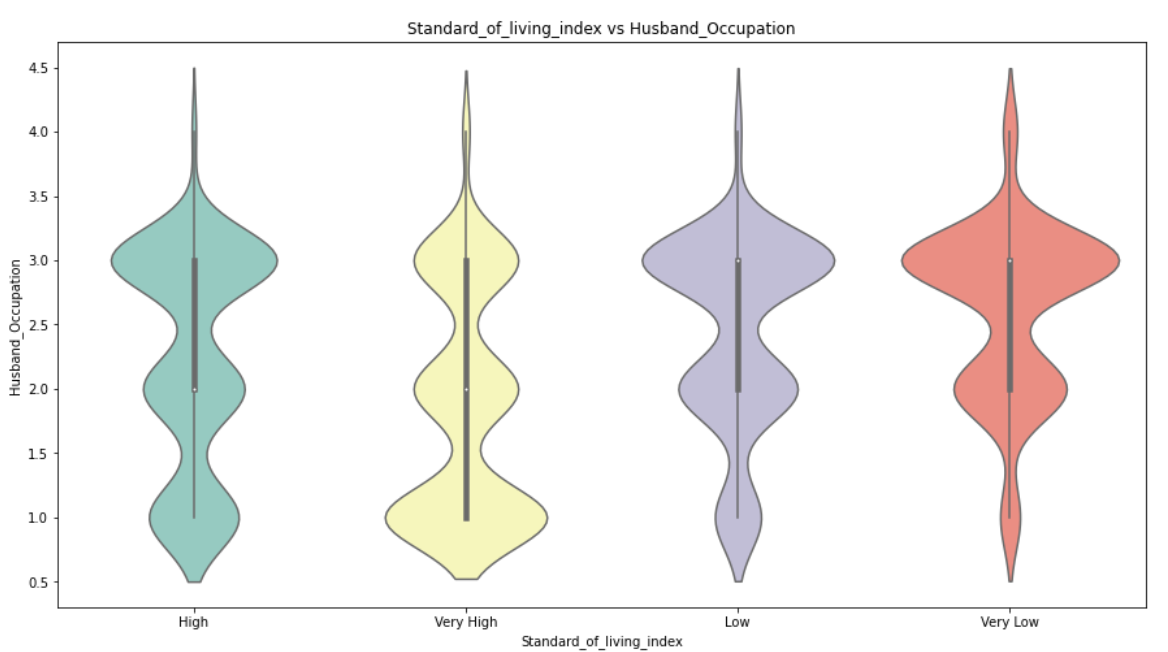 Standard_of_living_index vs Husband_Occupation
4.5
4.0
3.5
3.0
2.5
2.0
1.5
1.0
0.5
Husband_Occupation
High
Very High
Low
Very Low
Standard_of_living_index